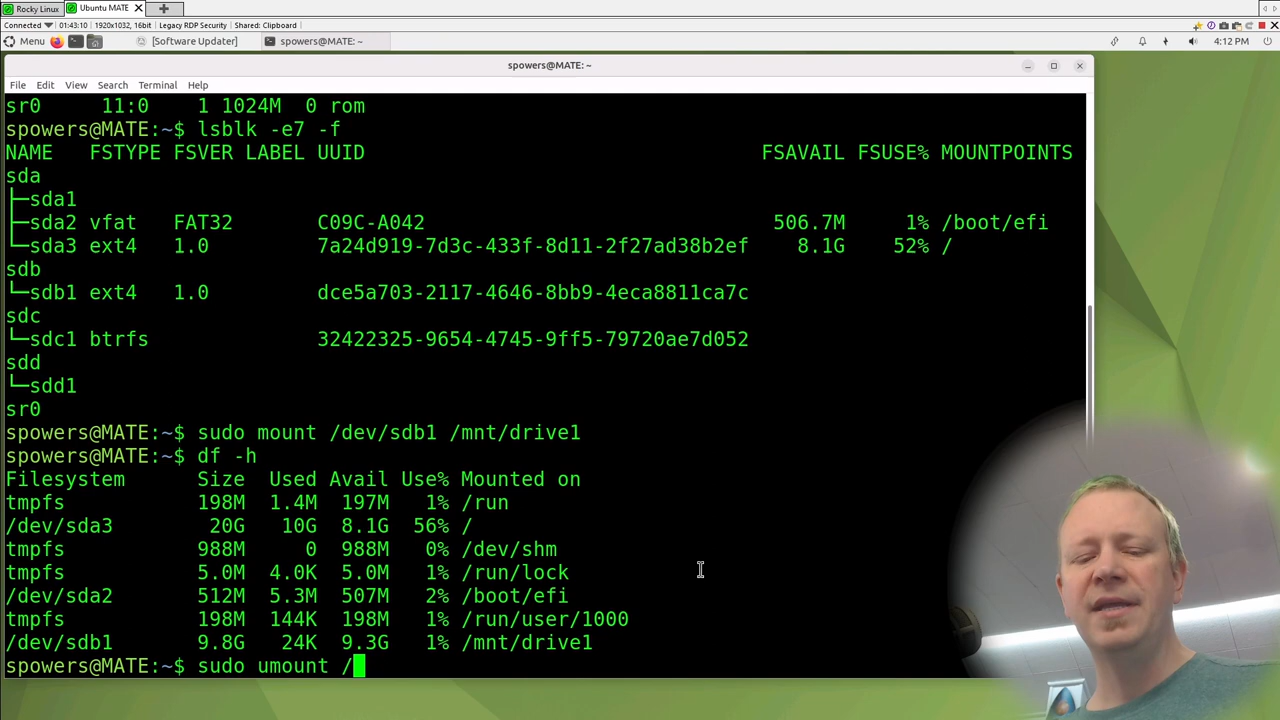 Rocky Linux
Ubuntu MATE
Connected
01:43:10
1920x1032, 16bit
Legacy RDP Security
Shared: Clipboard
Menu
[Software Updater]
spowers@MATE: ~
4:12 PM
spowers@MATE: ~
File Edit View Search Terminal Help
sr0     11:0    1 1024M  0 rom
spowers@MATE:~$ lsblk -e7 -f
NAME   FSTYPE FSVER LABEL UUID                                 FSAVAIL FSUSE% MOUNTPOINTS
sda
├─sda1
├─sda2 vfat   FAT32       C09C-A042                             506.7M     1% /boot/efi
└─sda3 ext4   1.0         7a24d919-7d3c-433f-8d11-2f27ad38b2ef    8.1G    52% /
sdb
└─sdb1 ext4   1.0         dce5a703-2117-4646-8bb9-4eca8811ca7c
sdc
└─sdc1 btrfs              32422325-9654-4745-9ff5-79720ae7d052
sdd
└─sdd1
sr0
spowers@MATE:~$ sudo mount /dev/sdb1 /mnt/drive1
spowers@MATE:~$ df -h
Filesystem      Size  Used Avail Use% Mounted on
tmpfs           198M  1.4M  197M   1% /run
/dev/sda3        20G   10G  8.1G  56% /
tmpfs           988M     0  988M   0% /dev/shm
tmpfs           5.0M  4.0K  5.0M   1% /run/lock
/dev/sda2       512M  5.3M  507M   2% /boot/efi
tmpfs           198M  144K  198M   1% /run/user/1000
/dev/sdb1       9.8G   24K  9.3G   1% /mnt/drive1
spowers@MATE:~$ sudo umount /